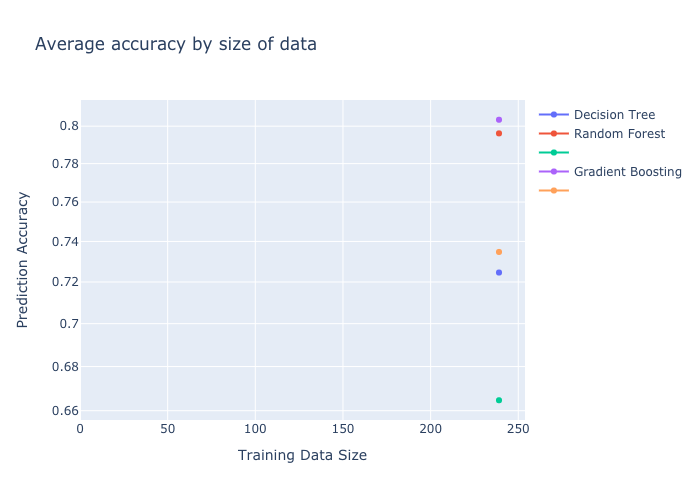 Average accuracy by size of data
Prediction Accuracy
0.8
0.78
0.76
0.74
0.72
0.7
0.68
0.66
0
50
100
150
200
250
Training Data Size
Decision Tree
Random Forest
Gradient Boosting